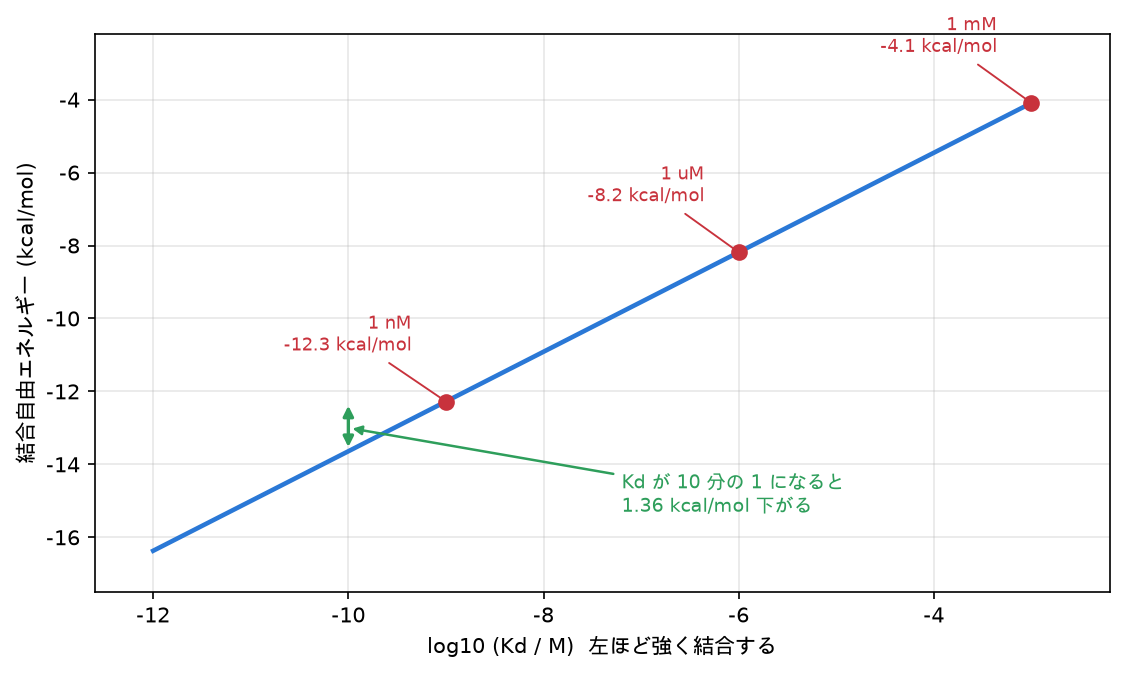 1 mM
-4.1 kcal/mol
1 uM
-8.2 kcal/mol
1 nM
-12.3 kcal/mol
Kd が 10 分の 1 になると
1.36 kcal/mol 下がる
結合自由エネルギー (kcal/mol)
-4
-6
-8
-10
-12
-14
-16
-12
-10
-8
-6
-4
log10 (Kd / M)  左ほど強く結合する